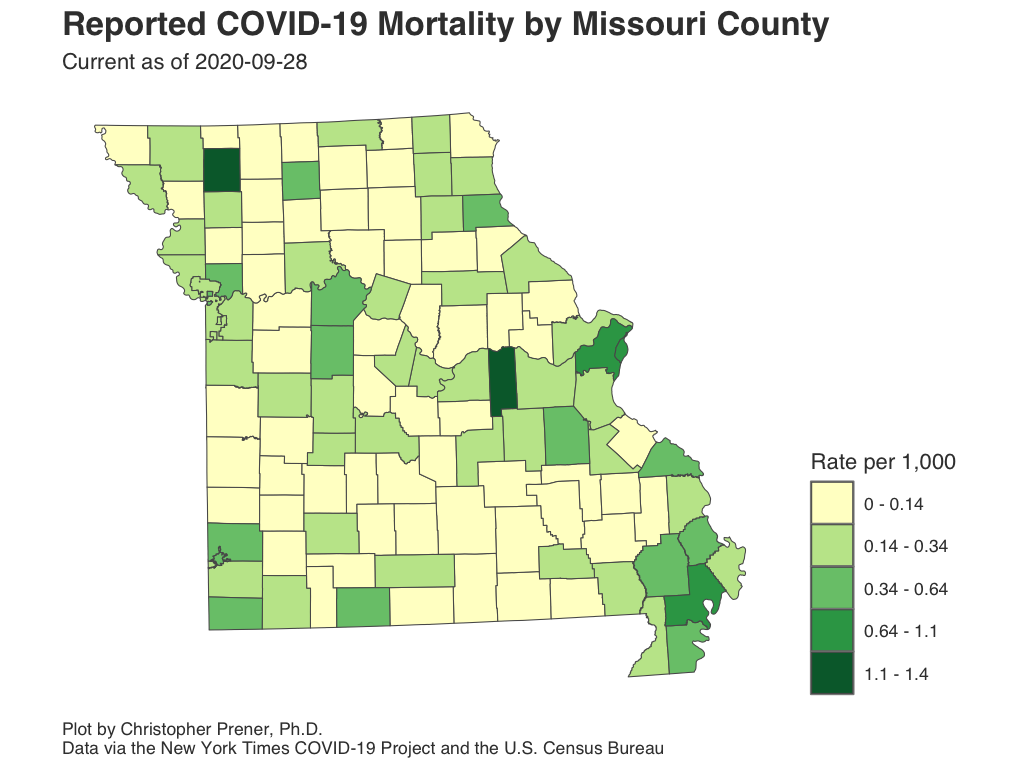 Reported COVID-19 Mortality by Missouri County
Current as of 2020-09-28
Rate per 1,000
0 - 0.14
0.14 - 0.34
0.34 - 0.64
0.64 - 1.1
1.1 - 1.4
Plot by Christopher Prener, Ph.D.
Data via the New York Times COVID-19 Project and the U.S. Census Bureau